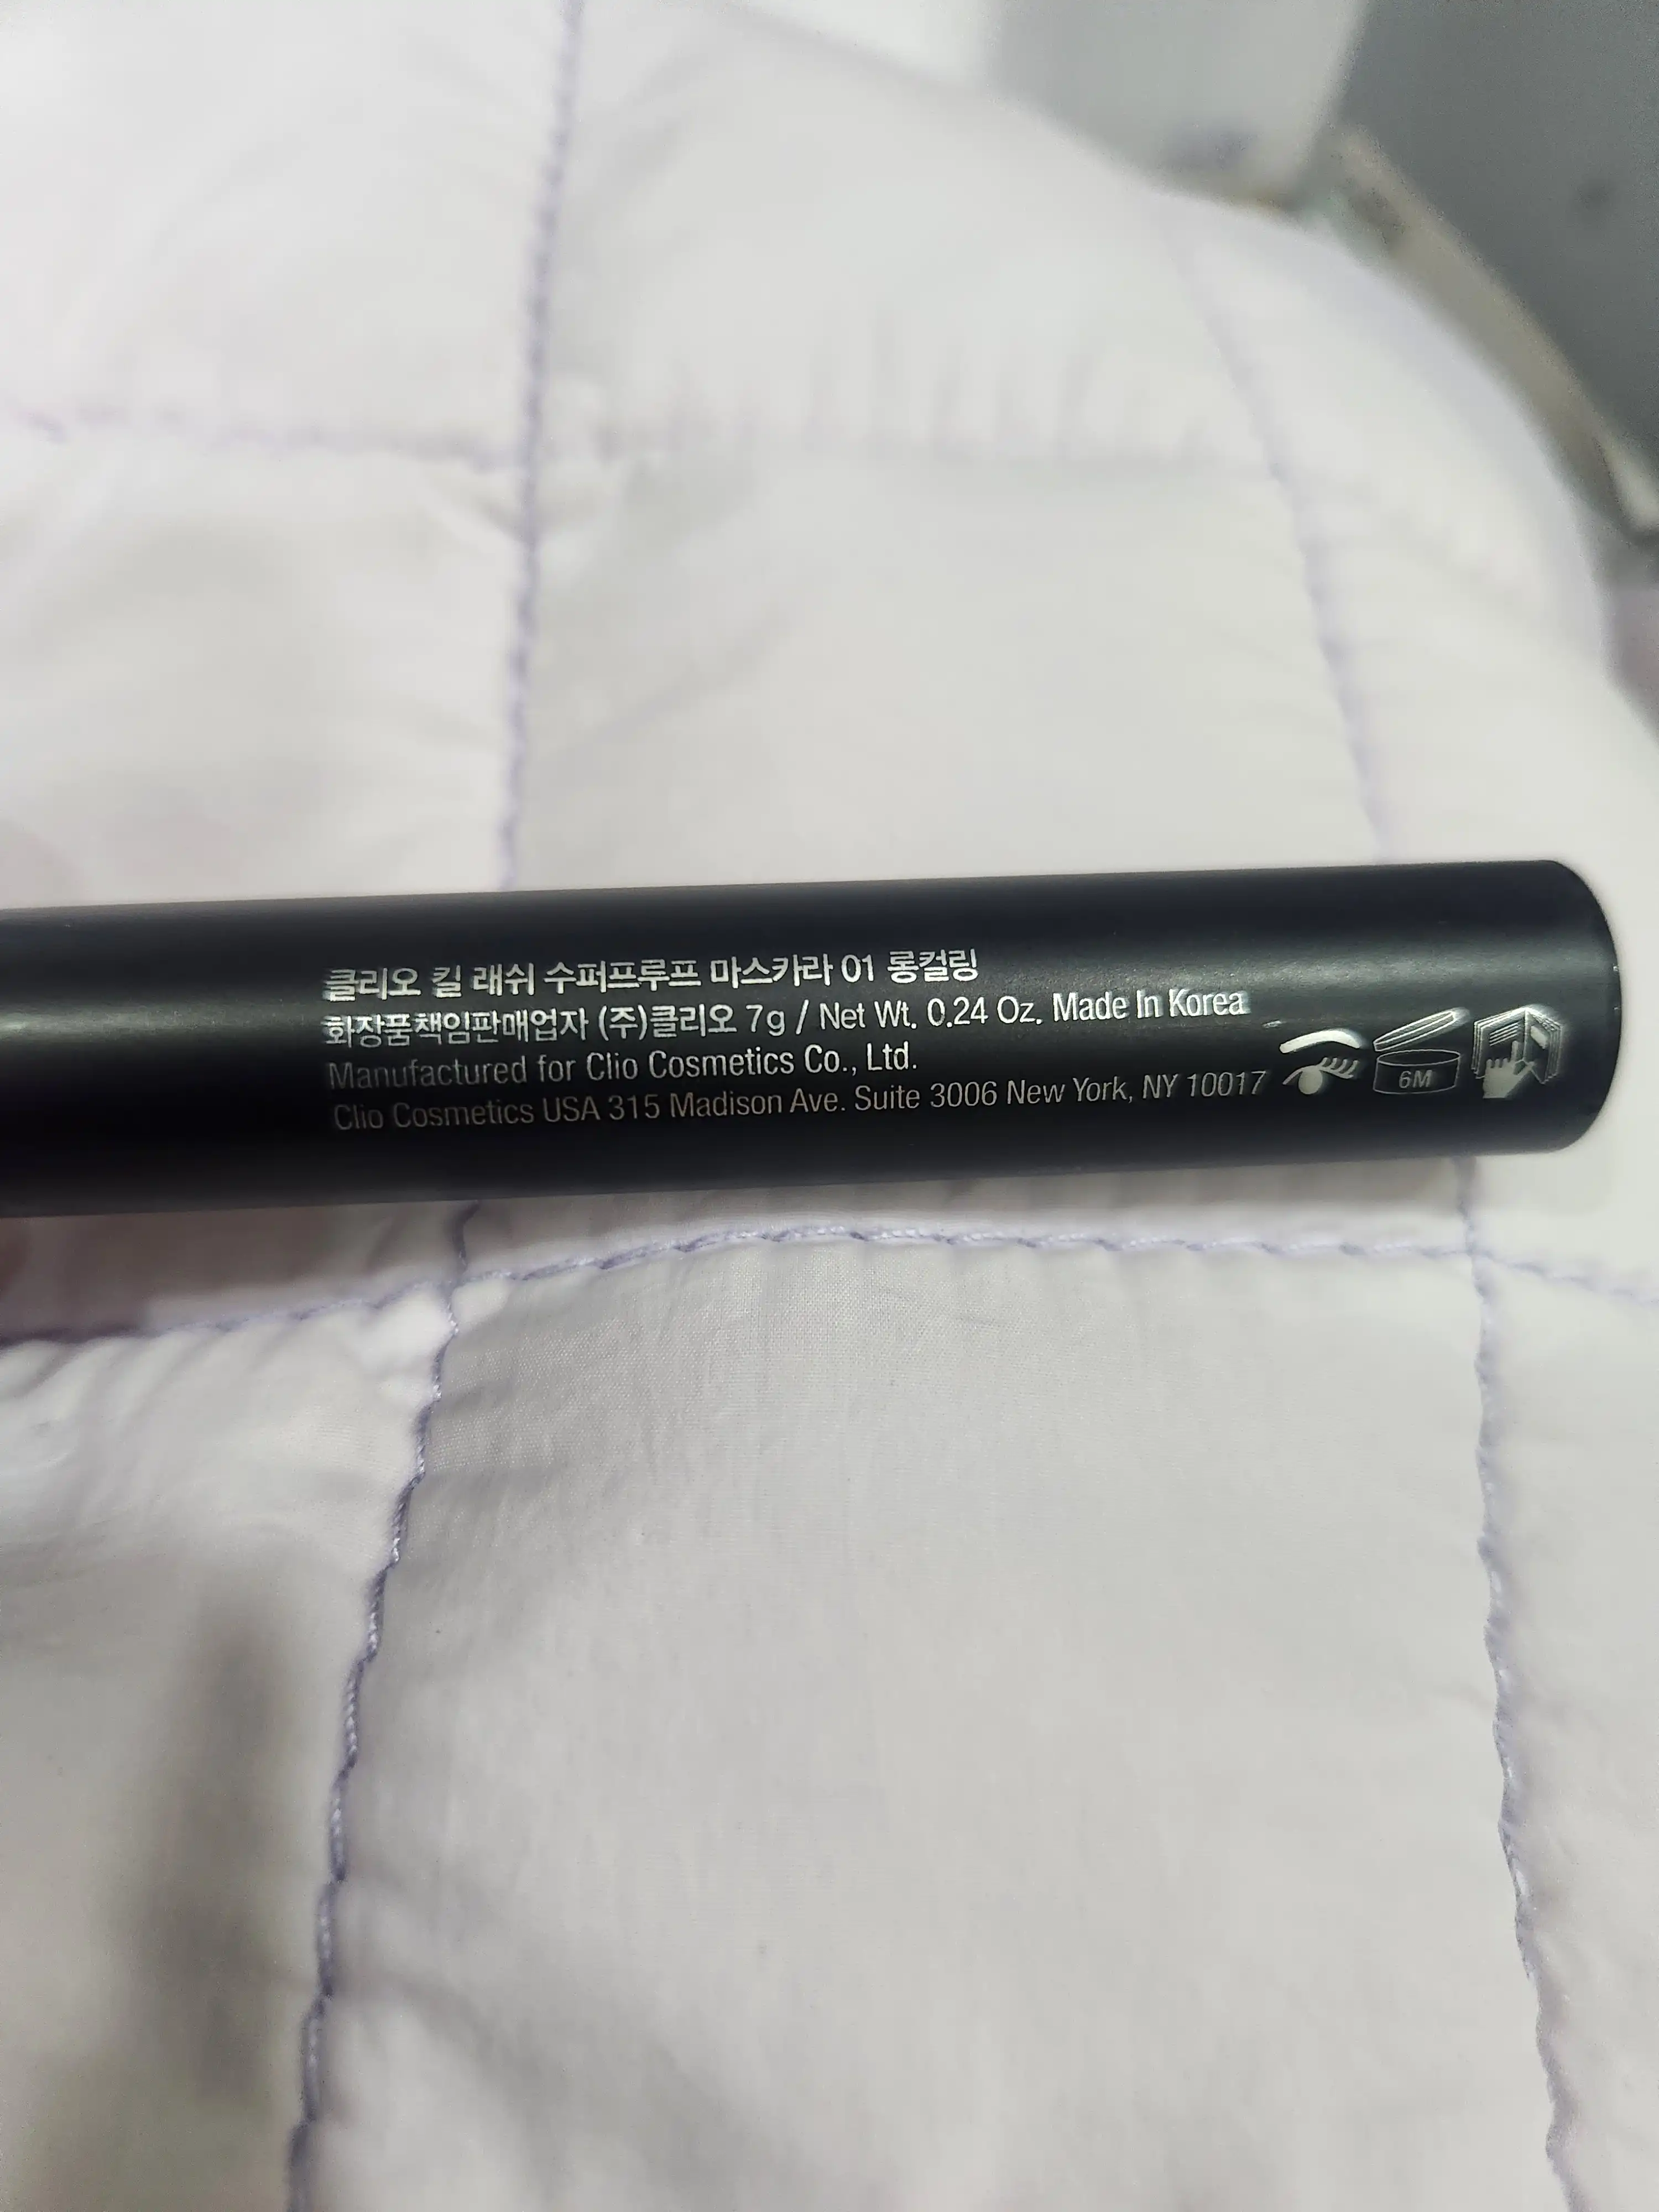 클리오 킬 래쉬 수퍼프루프 마스카라 01 롱컬링
화장품책임판매업자 (주)클리오 7g / Net Wt. 0.24 Oz. Made In Korea
Manufactured for Clio Cosmetics Co., Ltd.
Clio Cosmetics USA 315 Madison Ave. Suite 3006 New York, NY 10017
6M